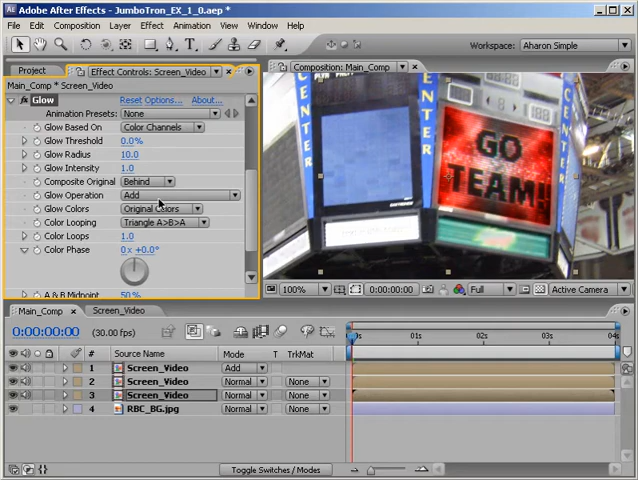 Adobe After Effects - JumboTron_EX_1_0.aep *
File Edit Composition Layer Effect Animation View Window Help
Workspace: Aharon Simple
Project Effect Controls: Screen_Video
Composition: Main_Comp
Main_Comp * Screen_Video
Glow Reset Options... About...
Animation Presets: None
Glow Based On Color Channels
Glow Threshold 0.0%
Glow Radius 10.0
Glow Intensity 1.0
Composite Original Behind
Glow Operation Add
Glow Colors Original Colors
Color Looping Triangle A>B>A
Color Loops 1.0
Color Phase 0 x +0.0°
A & B Midpoint 50 %
CENTER
CENTER
CENTER
GO
TEAM!
100% 0:00:00:00 Full Active Camera
Main_Comp Screen_Video
0:00:00:00 (30.00 fps)
# Source Name Mode T TrkMat
01s 02s 03s 04s
1 Screen_Video Add
2 Screen_Video Normal None
3 Screen_Video Normal None
4 RBC_BG.jpg Normal None
Toggle Switches / Modes